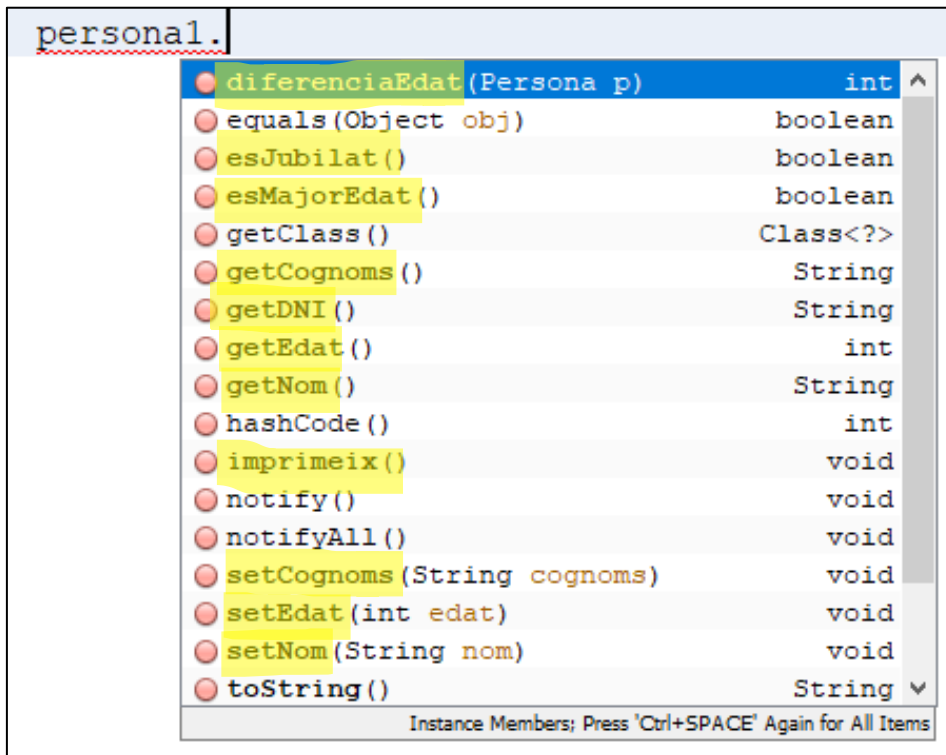 persona1.
diferenciaEdat(Persona p) int
equals(Object obj) boolean
esJubilat() boolean
esMajorEdat() boolean
getClass() Class<?>
getCognoms() String
getDNI() String
getEdat() int
getNom() String
hashCode() int
imprimeix() void
notify() void
notifyAll() void
setCognoms(String cognoms) void
setEdat(int edat) void
setNom(String nom) void
toString() String
Instance Members; Press 'Ctrl+SPACE' Again for All Items